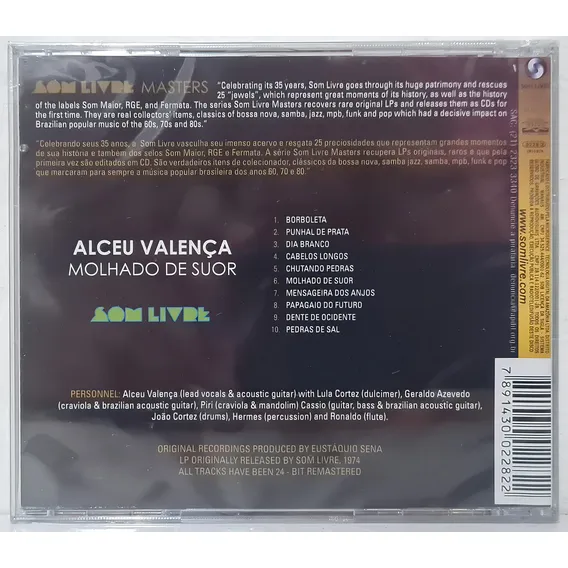 SOM LIVRE MASTERS "Celebrating its 35 years, Som Livre goes through its huge patrimony and rescues
25 "jewels", which represent great moments of its history, as well as the history
of the labels Som Maior, RGE, and Fermata. The series Som Livre Masters recovers rare original LPs and releases them as CDs
for the first time. They are real collectors' items, classics of bossa nova, samba, jazz, mpb, funk and pop which had a decisive impact on
Brazilian popular music of the 60s, 70s and 80s."
"Celebrando seus 35 anos, a Som Livre vasculha seu imenso acervo e resgata 25 preciosidades que representam grandes momentos
de sua história e também dos selos Som Maior, RGE e Fermata. A série Som Livre Masters recupera LPs originais, raros e que pela
primeira vez são editados em CD. São verdadeiros ítens de colecionador, clássicos da bossa nova, samba jazz, samba, mpb, funk e pop
que marcaram para sempre a música popular brasileira dos anos 60, 70 e 80."
ALCEU VALENÇA
MOLHADO DE SUOR
SOM LIVRE
1. BORBOLETA
2. PUNHAL DE PRATA
3. DIA BRANCO
4. CABELOS LONGOS
5. CHUTANDO PEDRAS
6. MOLHADO DE SUOR
7. MENSAGEIRA DOS ANJOS
8. PAPAGAIO DO FUTURO
9. DENTE DE OCIDENTE
10. PEDRAS DE SAL
PERSONNEL: Alceu Valença (lead vocals & acoustic guitar) with Lula Cortez (dulcimer), Geraldo Azevedo
(craviola & brazilian acoustic guitar), Piri (craviola & mandolim) Cassio (guitar, bass & brazilian acoustic guitar),
João Cortez (drums), Hermes (percussion) and Ronaldo (flute).
ORIGINAL RECORDINGS PRODUCED BY EUSTÁQUIO SENA
LP ORIGINALLY RELEASED BY SOM LIVRE, 1974
ALL TRACKS HAVE BEEN 24 - BIT REMASTERED
www.somlivre.com
7 891430 022822